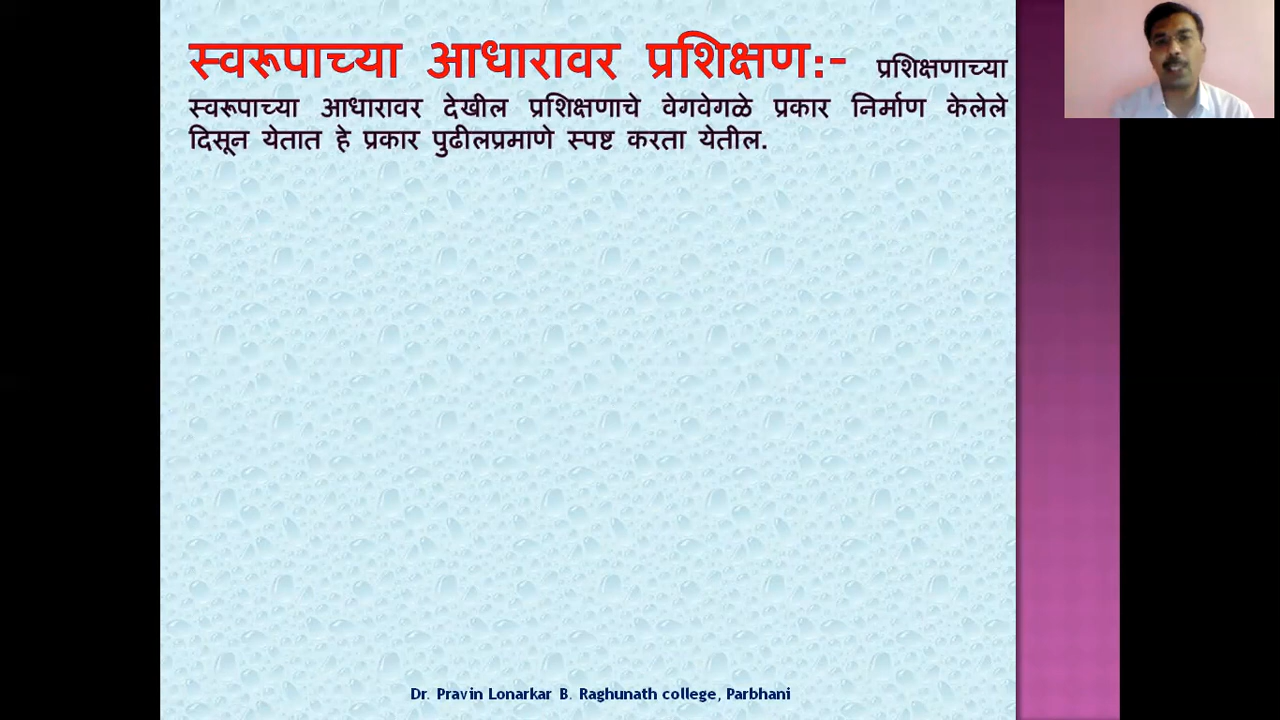 स्वरूपाच्या आधारावर प्रशिक्षण:- प्रशिक्षणाच्या
स्वरूपाच्या आधारावर देखील प्रशिक्षणाचे वेगवेगळे प्रकार निर्माण केलेले
दिसून येतात हे प्रकार पुढीलप्रमाणे स्पष्ट करता येतील.
Dr. Pravin Lonarkar B. Raghunath college, Parbhani